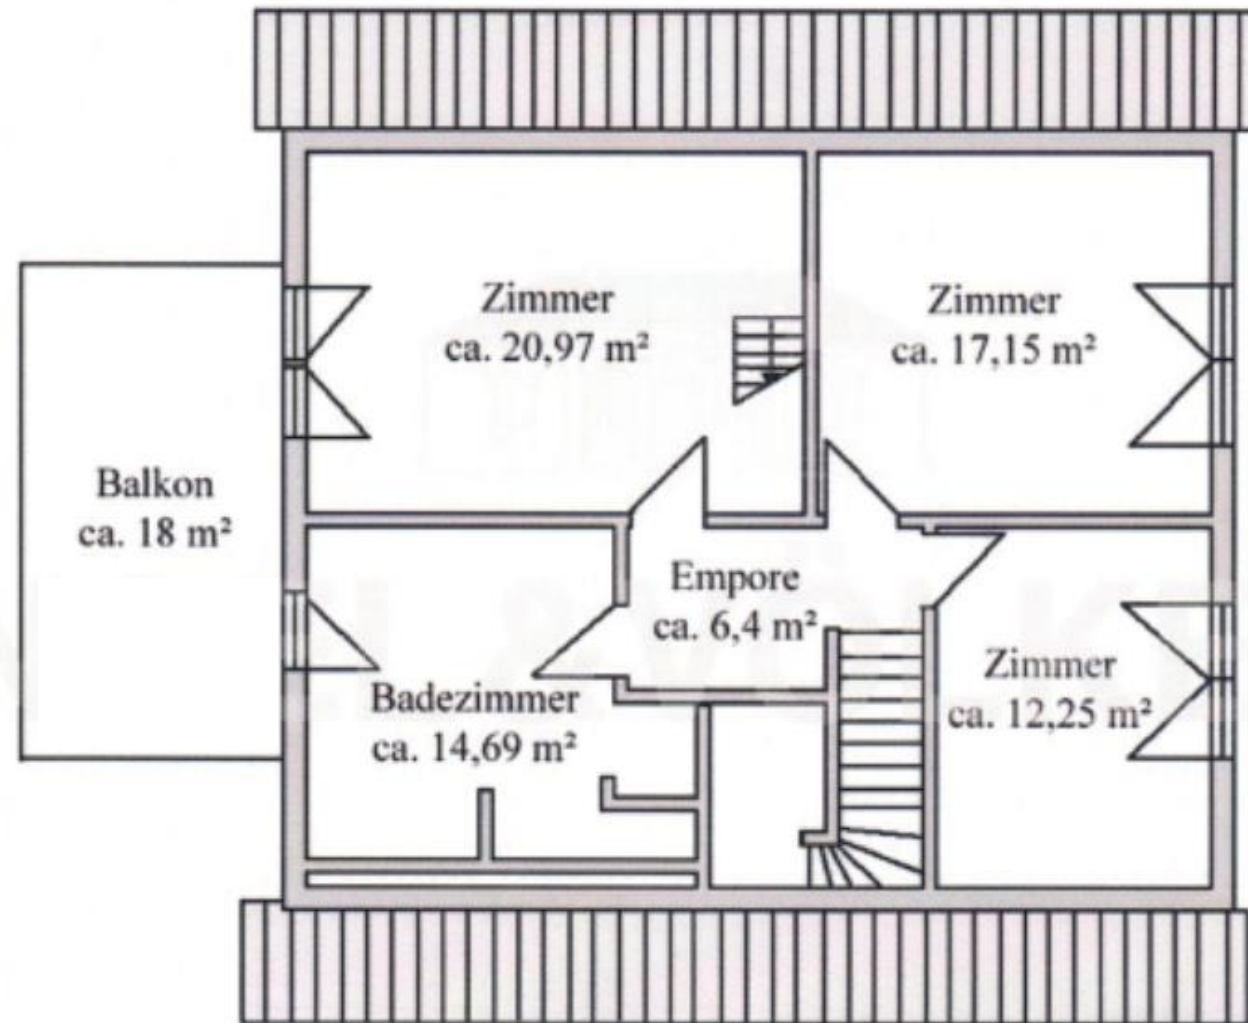 Zimmer
ca. 20,97 m²
Zimmer
ca. 17,15 m²
Balkon
ca. 18 m²
Empore
ca. 6,4 m²
Zimmer
ca. 12,25 m²
Badezimmer
ca. 14,69 m²